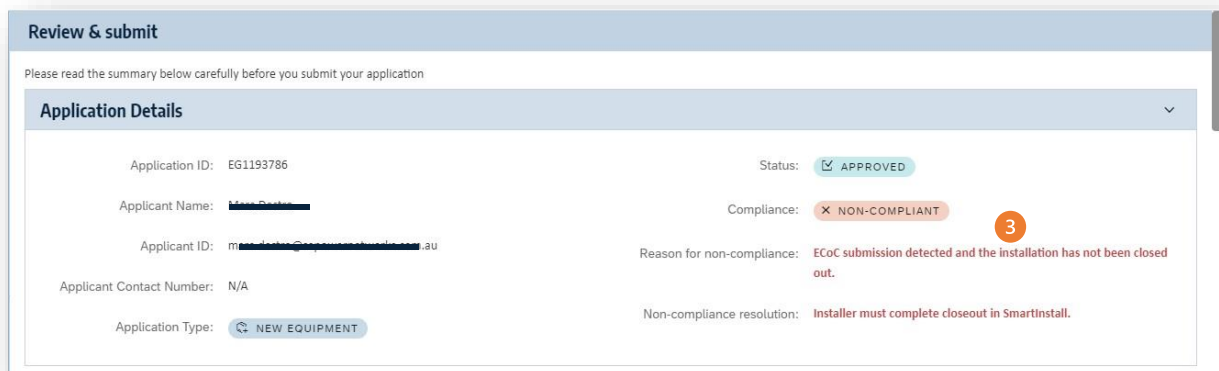 Review & submit
Please read the summary below carefully before you submit your application
Application Details
Application ID: EG1193786
Applicant Name:
Applicant ID: .au
Applicant Contact Number: N/A
Application Type: NEW EQUIPMENT
Status: APPROVED
Compliance: NON-COMPLIANT
3
Reason for non-compliance: ECoC submission detected and the installation has not been closed
out.
Non-compliance resolution: Installer must complete closeout in SmartInstall.